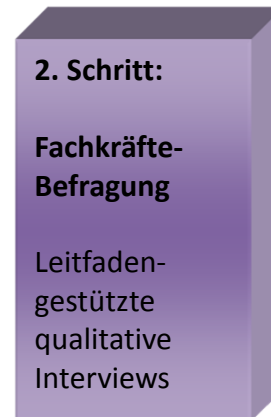 2. Schritt:
Fachkräfte-
Befragung
Leitfaden-
gestützte
qualitative
Interviews